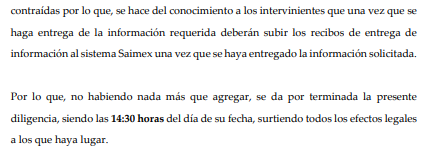 contraídas por lo que, se hace del conocimiento a los intervinientes que una vez que se
haga entrega de la información requerida deberán subir los recibos de entrega de
información al sistema Saimex una vez que se haya entregado la información solicitada.
Por lo que, no habiendo nada más que agregar, se da por terminada la presente
diligencia, siendo las 14:30 horas del día de su fecha, surtiendo todos los efectos legales
a los que haya lugar.